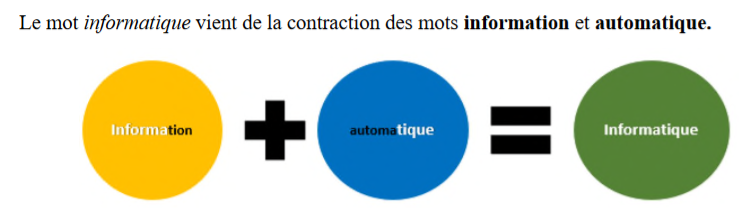 Le mot informatique vient de la contraction des mots information et automatique.
Information
automatique
Informatique